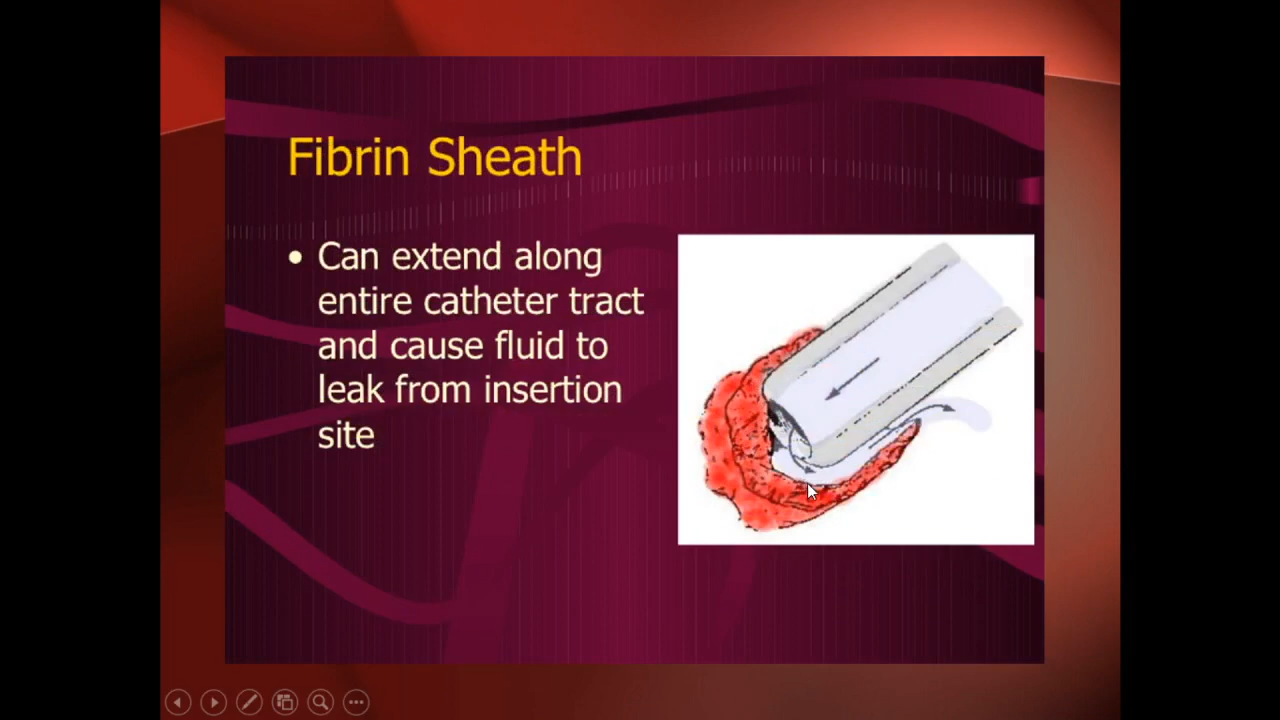 Fibrin Sheath
• Can extend along
entire catheter tract
and cause fluid to
leak from insertion
site